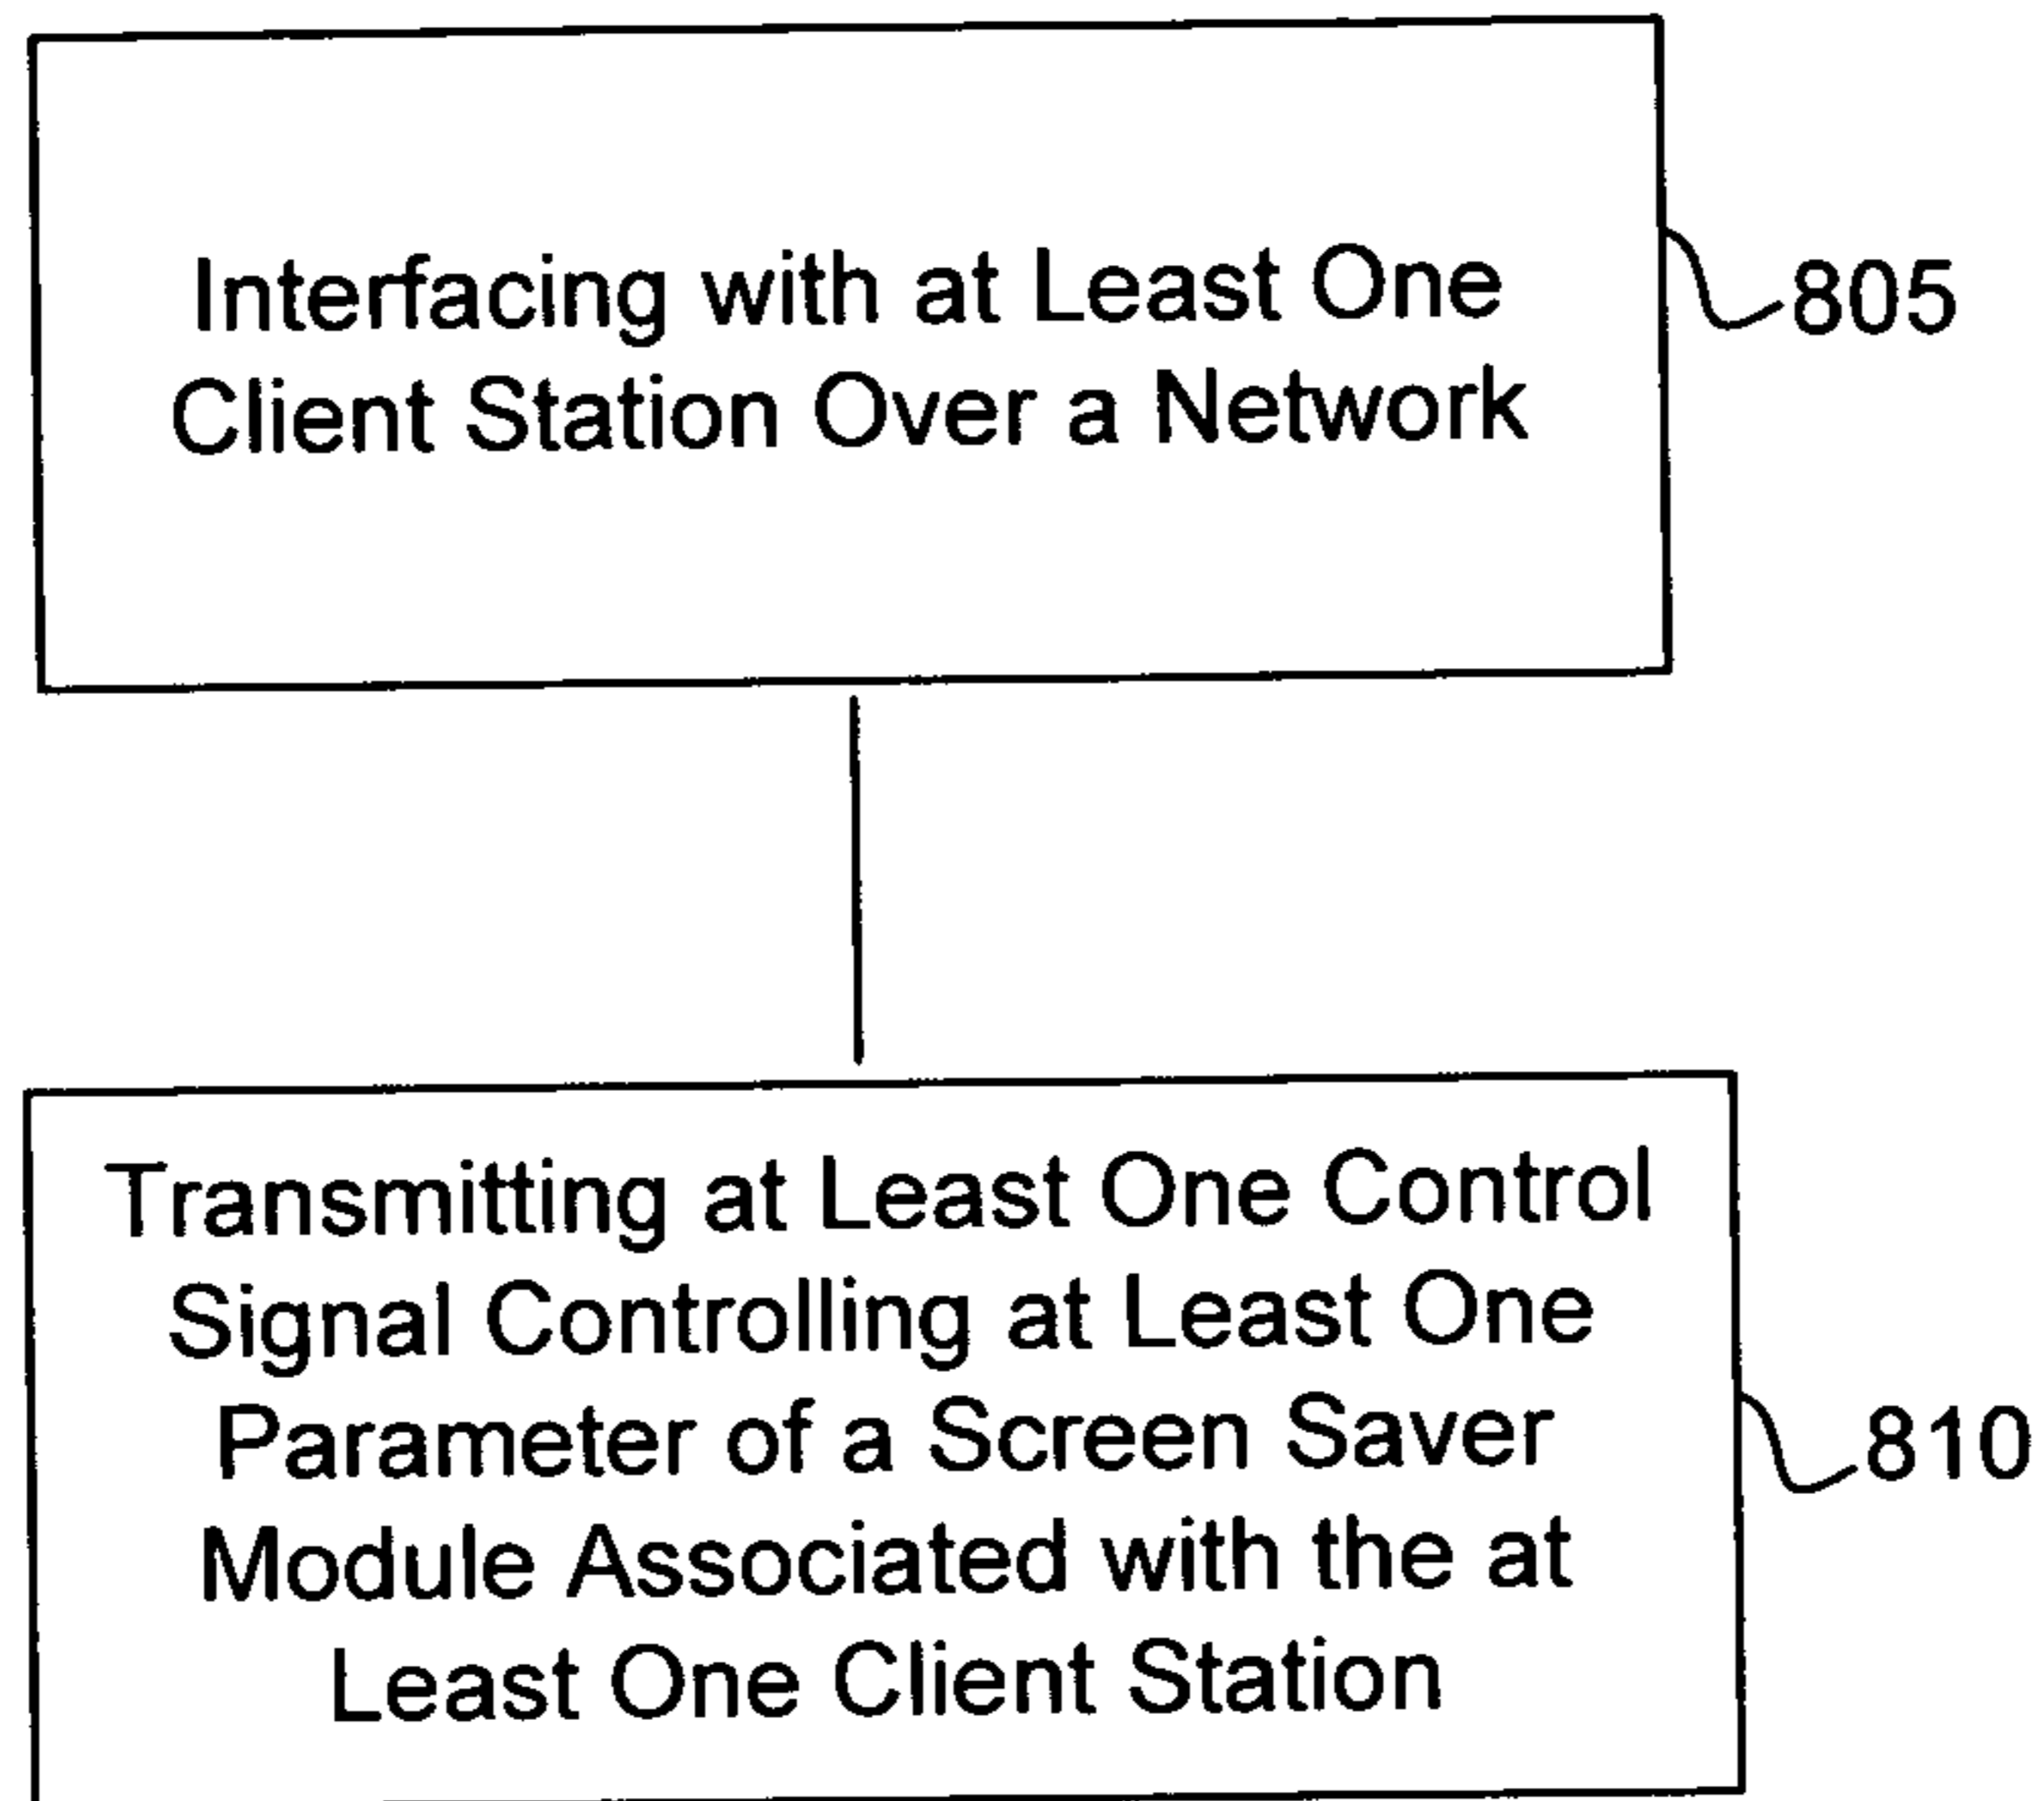 Interfacing with at Least One
Client Station Over a Network
805
Transmitting at Least One Control
Signal Controlling at Least One
Parameter of a Screen Saver
Module Associated with the at
Least One Client Station
810